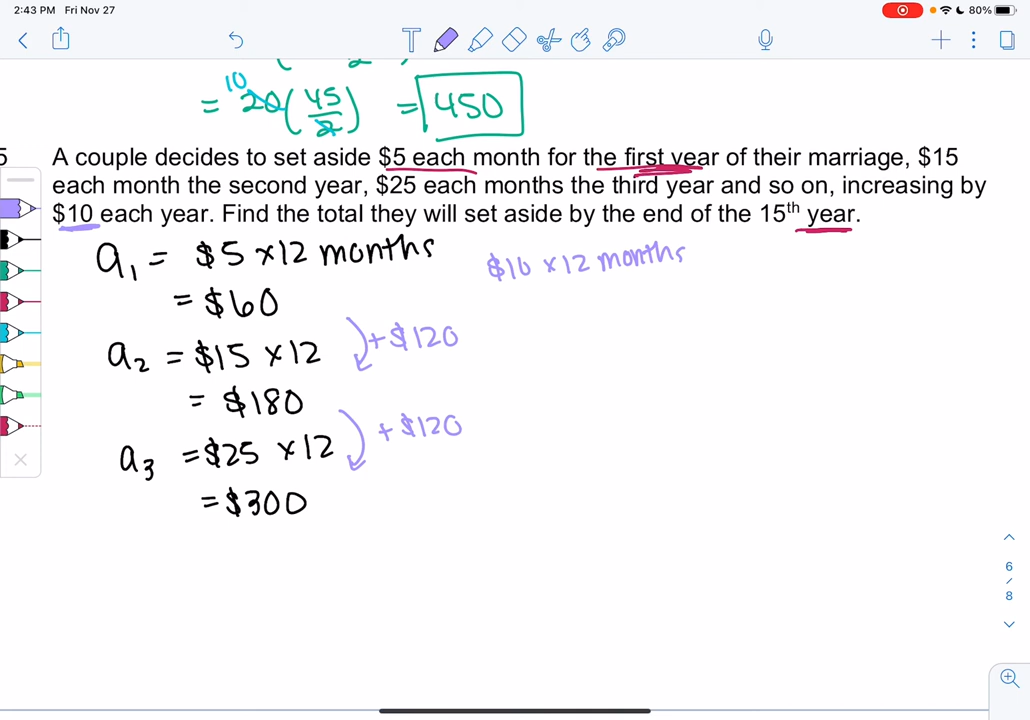 2:43 PM Fri Nov 27
80%
T
10
= 20(45/2) = 450
5 A couple decides to set aside $5 each month for the first year of their marriage, $15
each month the second year, $25 each months the third year and so on, increasing by
$10 each year. Find the total they will set aside by the end of the 15th year.
a1 = $5 ×12 months
$10 ×12 months
= $60
+$120
a2 = $15 ×12
= $180
+$120
a3 = $25 ×12
= $300
6
/
8